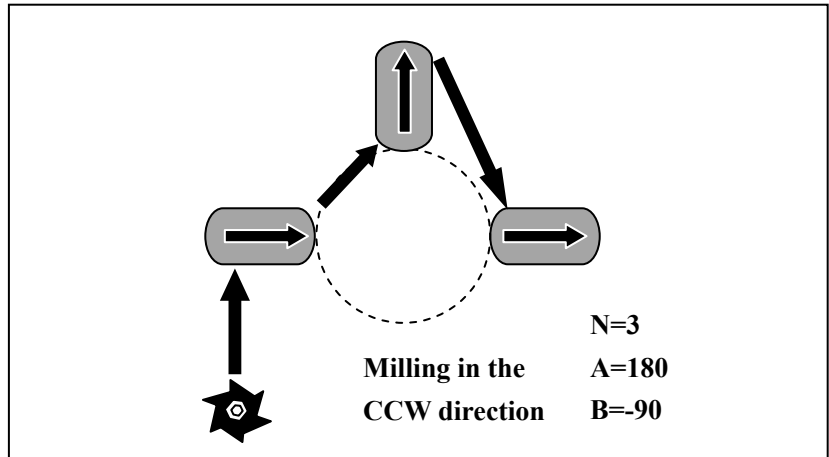 N=3
Milling in the A=180
CCW direction B=-90